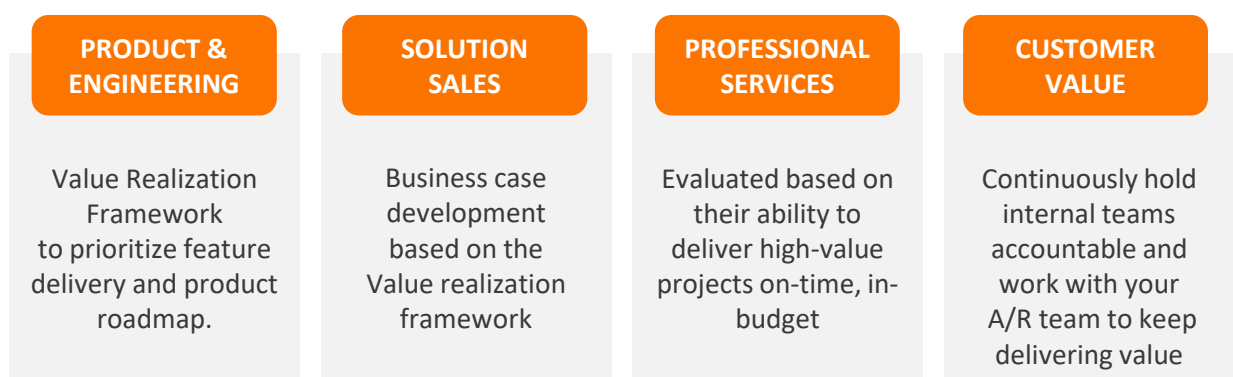 PRODUCT &
ENGINEERING
Value Realization
Framework
to prioritize feature
delivery and product
roadmap.
SOLUTION
SALES
Business case
development
based on the
Value realization
framework
PROFESSIONAL
SERVICES
Evaluated based on
their ability to
deliver high-value
projects on-time, in-
budget
CUSTOMER
VALUE
Continuously hold
internal teams
accountable and
work with your
A/R team to keep
delivering value